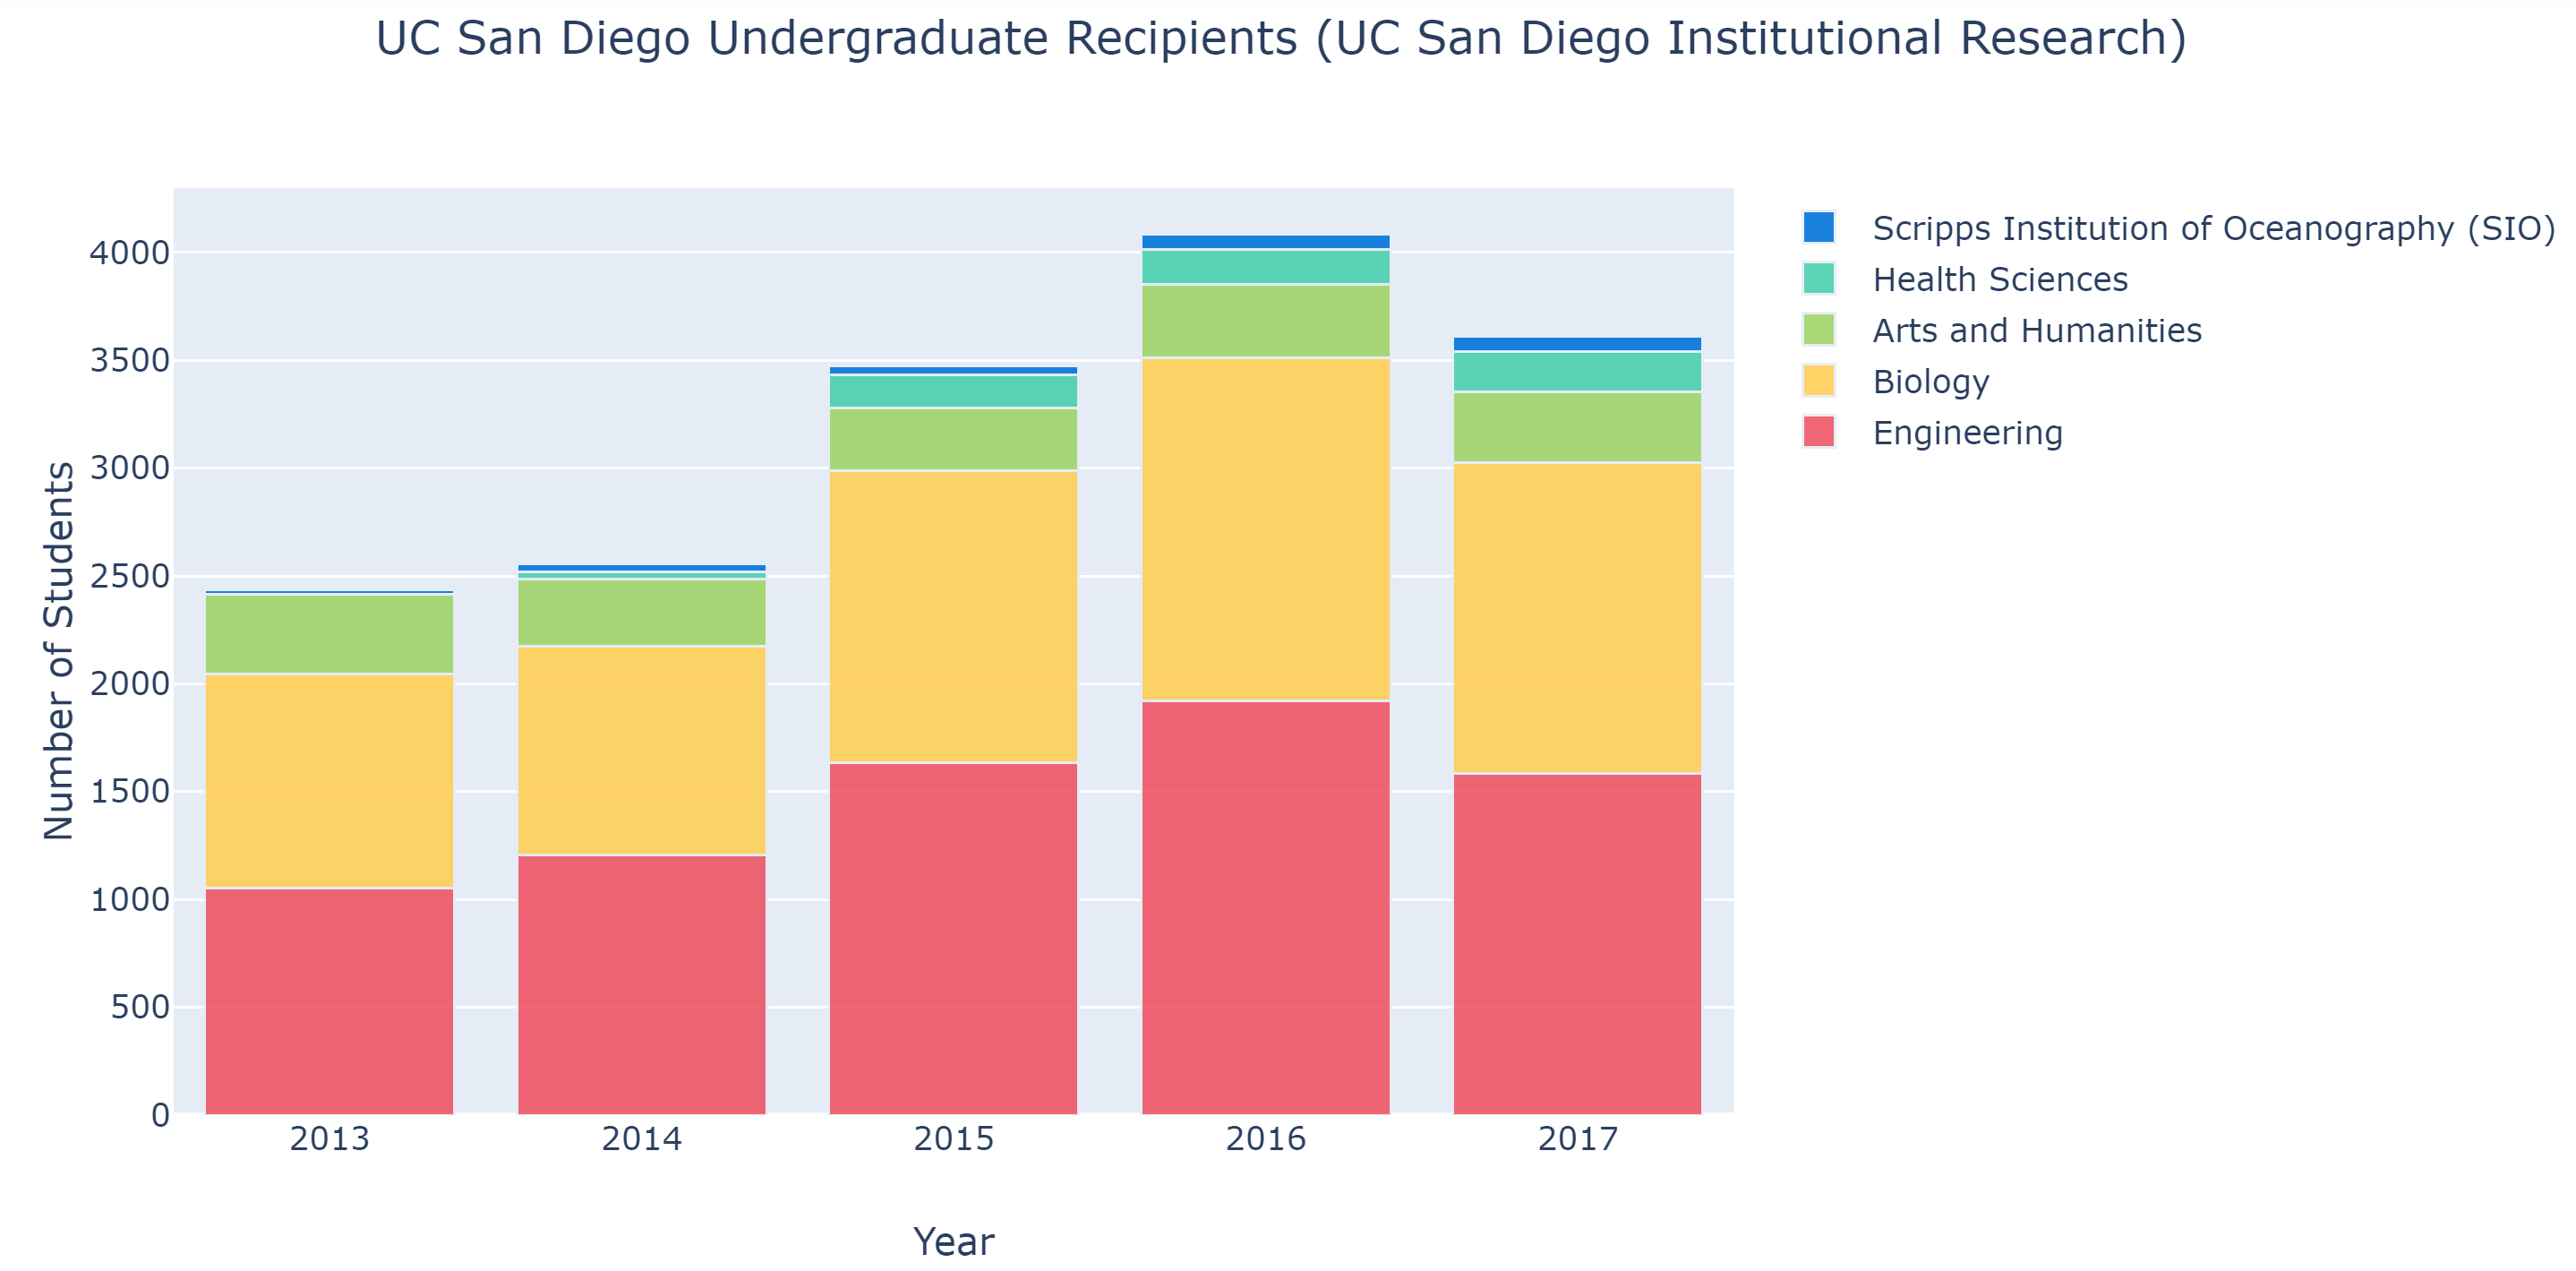 UC San Diego Undergraduate Recipients (UC San Diego Institutional Research)
Number of Students
4000
3500
3000
2500
2000
1500
1000
500
0
2013
2014
2015
2016
2017
Year
Scripps Institution of Oceanography (SIO)
Health Sciences
Arts and Humanities
Biology
Engineering